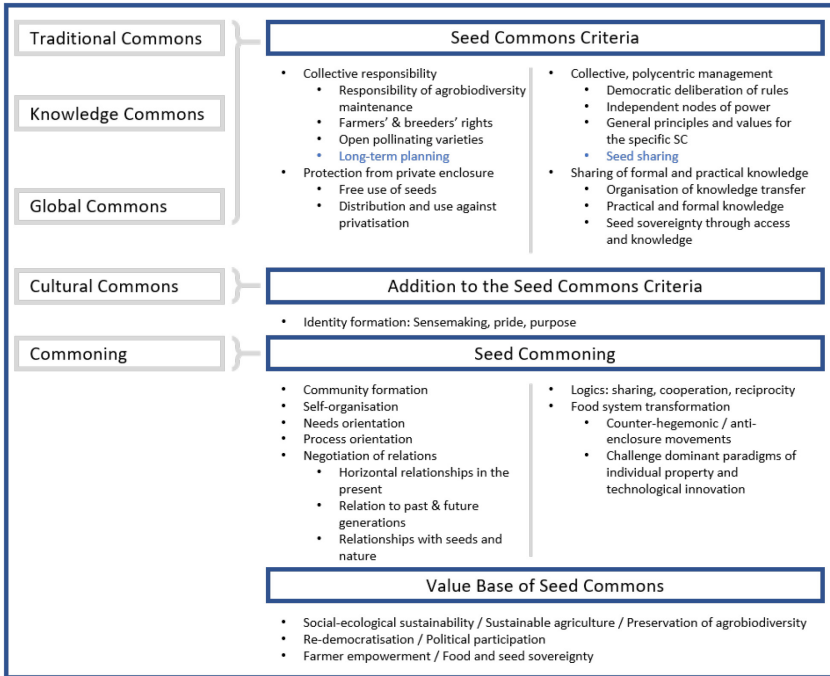 Traditional Commons
Knowledge Commons
Global Commons
Seed Commons Criteria
• Collective responsibility
• Responsibility of agrobiodiversity
maintenance
• Farmers' & breeders' rights
• Open pollinating varieties
• Long-term planning
• Protection from private enclosure
• Free use of seeds
• Distribution and use against
privatisation
• Collective, polycentric management
• Democratic deliberation of rules
• Independent nodes of power
• General principles and values for
the specific SC
• Seed sharing
• Sharing of formal and practical knowledge
• Organisation of knowledge transfer
• Practical and formal knowledge
• Seed sovereignty through access
and knowledge
Cultural Commons
Addition to the Seed Commons Criteria
• Identity formation: Sensemaking, pride, purpose
Commoning
Seed Commoning
• Community formation
• Self-organisation
• Needs orientation
• Process orientation
• Negotiation of relations
• Horizontal relationships in the
present
• Relation to past & future
generations
• Relationships with seeds and
nature
• Logics: sharing, cooperation, reciprocity
• Food system transformation
• Counter-hegemonic / anti-
enclosure movements
• Challenge dominant paradigms of
individual property and
technological innovation
Value Base of Seed Commons
• Social-ecological sustainability / Sustainable agriculture / Preservation of agrobiodiversity
• Re-democratisation / Political participation
• Farmer empowerment / Food and seed sovereignty